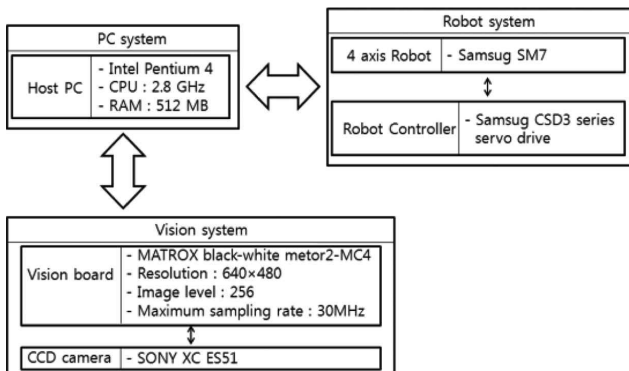 PC system
Host PC
- Intel Pentium 4
- CPU : 2.8 GHz
- RAM : 512 MB
Robot system
4 axis Robot
- Samsug SM7
Robot Controller
- Samsug CSD3 series
servo drive
Vision system
Vision board
- MATROX black-white metor2-MC4
- Resolution : 640×480
- Image level : 256
- Maximum sampling rate : 30MHz
CCD camera
- SONY XC ES51